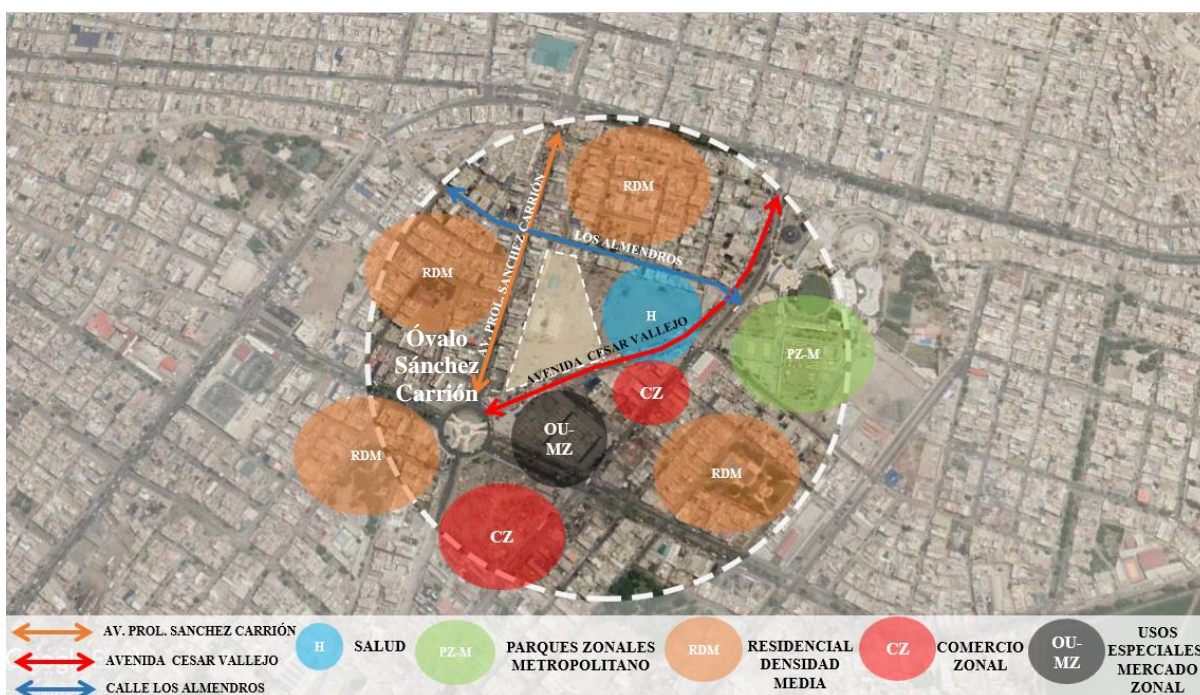 RDM
AV. PROL. SANCHEZ CARRIÓN
LOS ALMENDROS
RDM
H
Óvalo
Sánchez
Carrión
AVENIDA CESAR VALLEJO
PZ-M
CZ
OU-
MZ
RDM
RDM
CZ
AV. PROL. SANCHEZ CARRIÓN
AVENIDA CESAR VALLEJO
CALLE LOS ALMENDROS
H
SALUD
PZ-M
PARQUES ZONALES
METROPOLITANO
RDM
RESIDENCIAL
DENSIDAD
MEDIA
CZ
COMERCIO
ZONAL
OU-
MZ
USOS
ESPECIALES
MERCADO
ZONAL